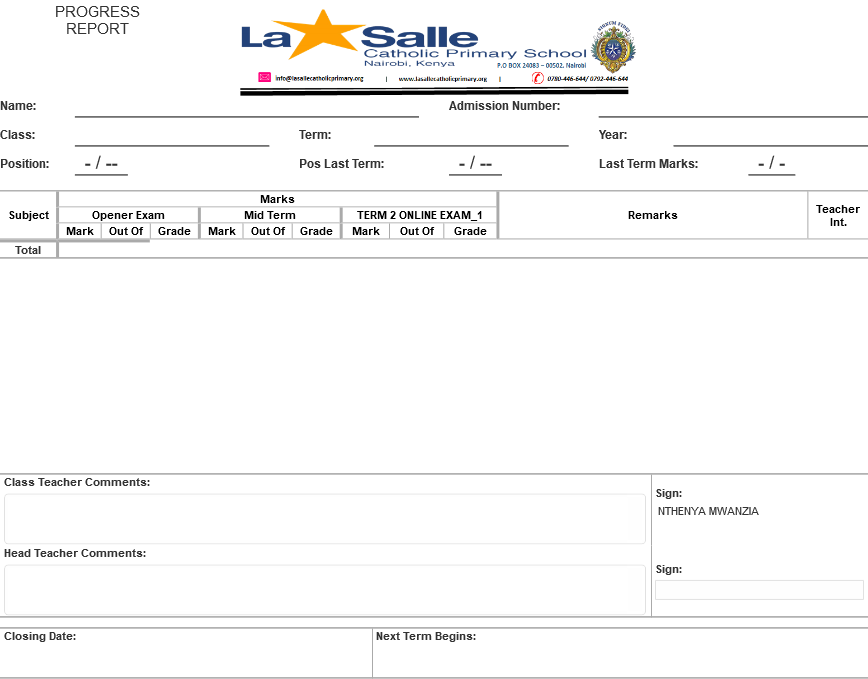 PROGRESS
REPORT
La Salle
Catholic Primary School
Nairobi, Kenya
P.O BOX 24083 – 00502, Nairobi
info@lasallecatholicprimary.org | www.lasallecatholicprimary.org | 0780-446-644/ 0792-446-644
Name: Admission Number:
Class: Term: Year:
Position: - / -- Pos Last Term: - / -- Last Term Marks: - / -
Subject Marks Remarks Teacher Int.
Opener Exam Mid Term TERM 2 ONLINE EXAM_1
Mark Out Of Grade Mark Out Of Grade Mark Out Of Grade
Total
Class Teacher Comments:
Sign:
NTHENYA MWANZIA
Head Teacher Comments:
Sign:
Closing Date: Next Term Begins: